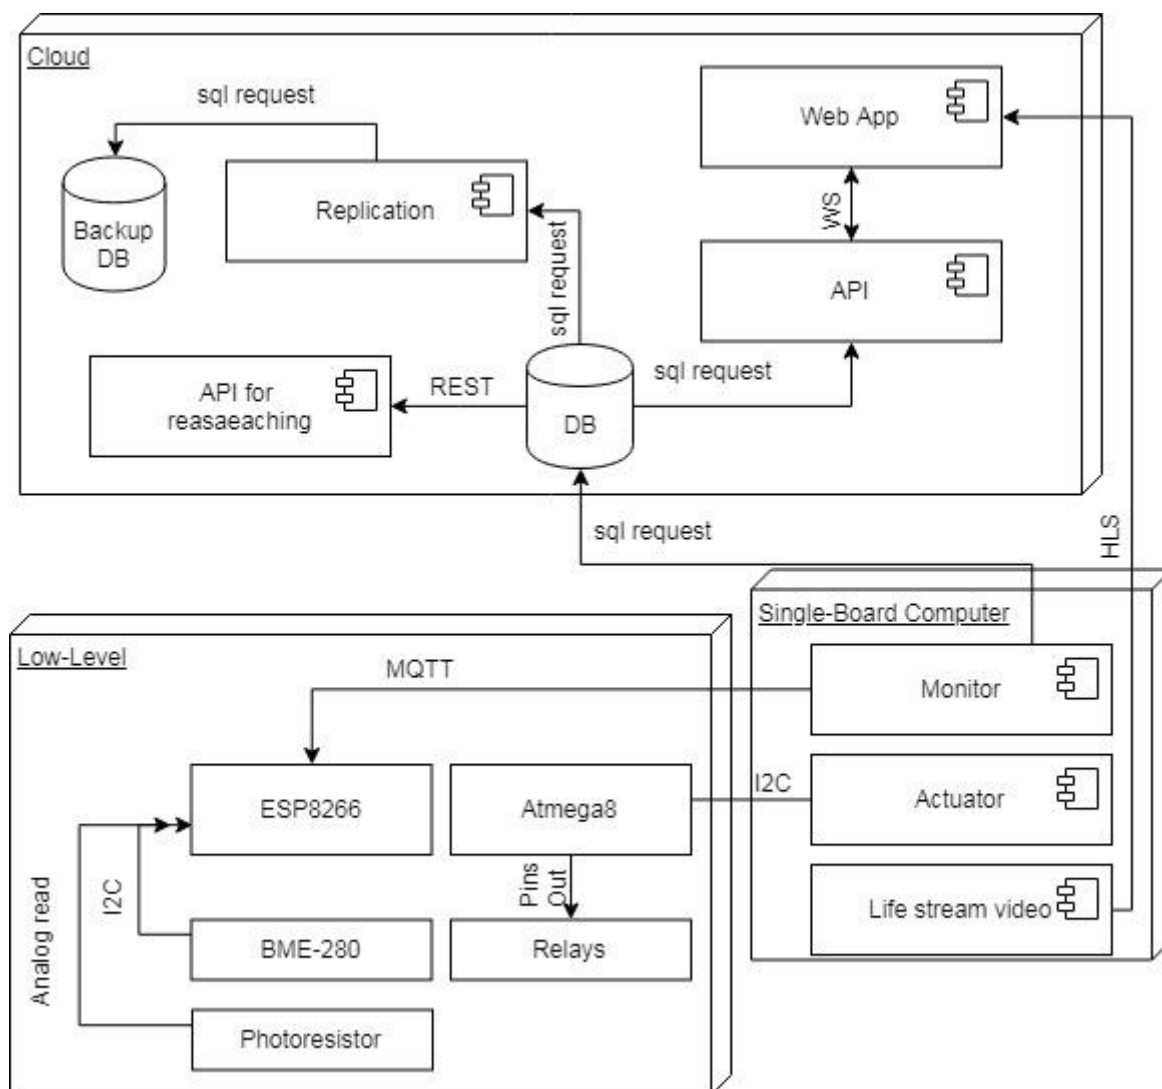 Cloud
sql request
Web App
Replication
WS
Backup
DB
sql request
API
API for
reasaeaching
REST
sql request
DB
sql request
HLS
Single-Board Computer
Low-Level
MQTT
Monitor
ESP8266
Atmega8
I2C
Actuator
Analog read
I2C
Pins
Out
Life stream video
BME-280
Relays
Photoresistor